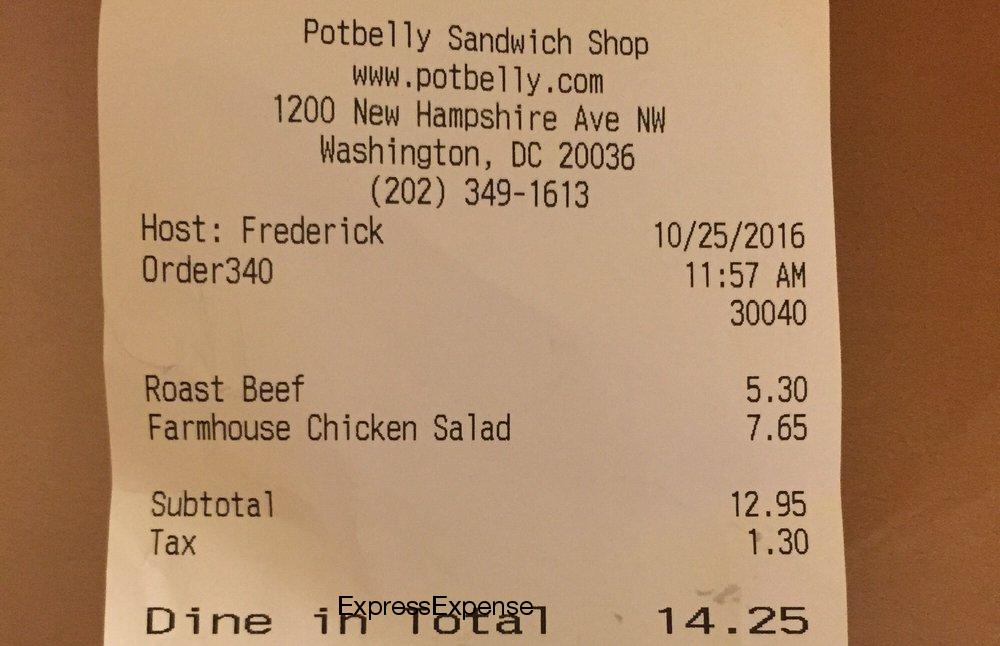 Potbelly Sandwich Shop
www.potbelly.com
1200 New Hampshire Ave NW
Washington, DC 20036
(202) 349-1613
Host: Frederick 10/25/2016
Order340 11:57 AM
30040
Roast Beef 5.30
Farmhouse Chicken Salad 7.65
Subtotal 12.95
Tax 1.30
ExpressExpense
Dine in Total 14.25